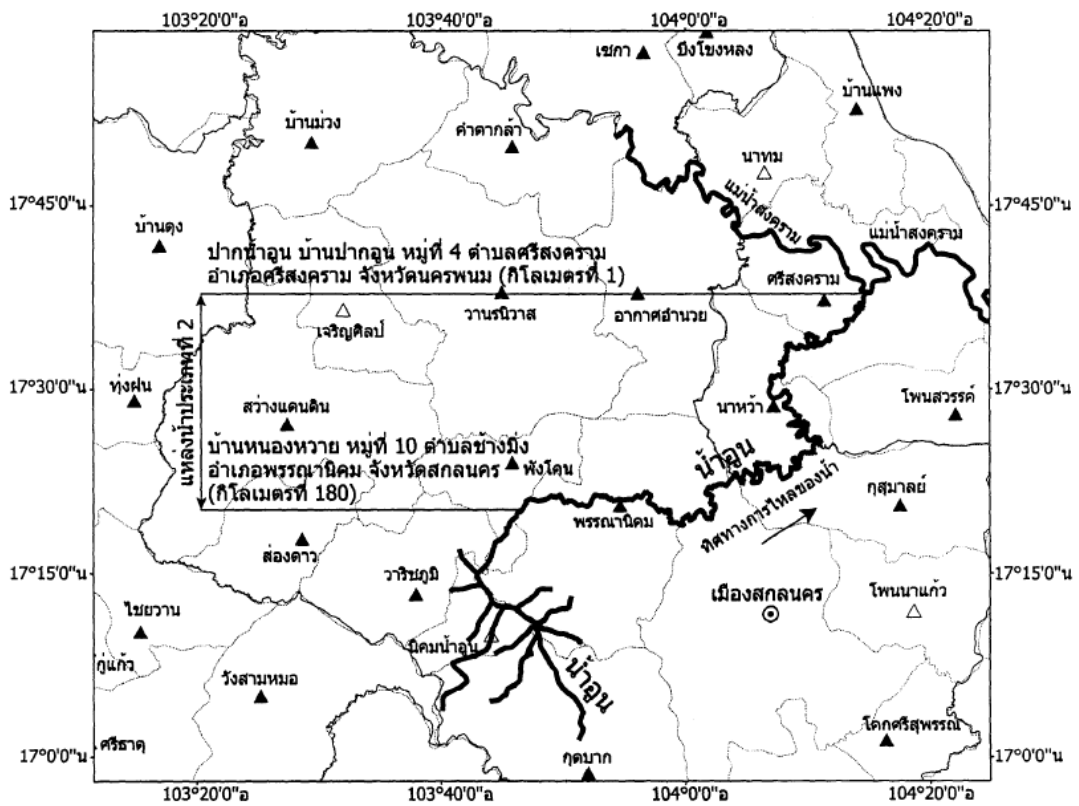 103°20'0"อ 103°40'0"อ 104°0'0"อ 104°20'0"อ
เซกา
บึงโขงหลง
บ้านแพง
บ้านม่วง
คำตากล้า
นาทม
แม่น้ำสงคราม
17°45'0"น
17°45'0"น
บ้านดุง
แม่น้ำสงคราม
ปากน้ำอูน บ้านปากอูน หมู่ที่ 4 ตำบลศรีสงคราม
อำเภอศรีสงคราม จังหวัดนครพนม (กิโลเมตรที่ 1)
ศรีสงคราม
วานรนิวาส
อากาศอำนวย
เจริญศิลป์
แหล่งน้ำประเภทที่ 2
17°30'0"น
17°30'0"น
ทุ่งฝน
สว่างแดนดิน
นาหว้า
โพนสวรรค์
บ้านหนองหวาย หมู่ที่ 10 ตำบลช้างมิ่ง
อำเภอพรรณานิคม จังหวัดสกลนคร
(กิโลเมตรที่ 180)
พังโคน
น้ำอูน
ทิศทางการไหลของน้ำ
กุสุมาลย์
พรรณานิคม
ส่องดาว
17°15'0"น
17°15'0"น
วาริชภูมิ
เมืองสกลนคร
โพนนาแก้ว
ไชยวาน
นิคมน้ำอูน
กู่แก้ว
วังสามหมอ
น้ำอูน
โคกศรีสุพรรณ
ศรีธาตุ
17°0'0"น
17°0'0"น
กุดบาก
103°20'0"อ 103°40'0"อ 104°0'0"อ 104°20'0"อ